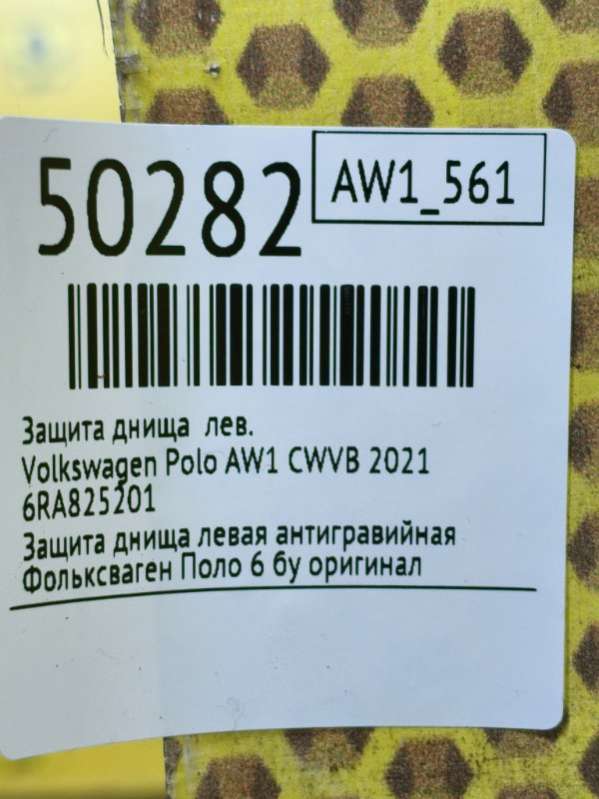 50282
AW1_561
Защита днища лев.
Volkswagen Polo AW1 CWVB 2021
6RA825201
Защита днища левая антигравийная
Фольксваген Поло 6 бу оригинал